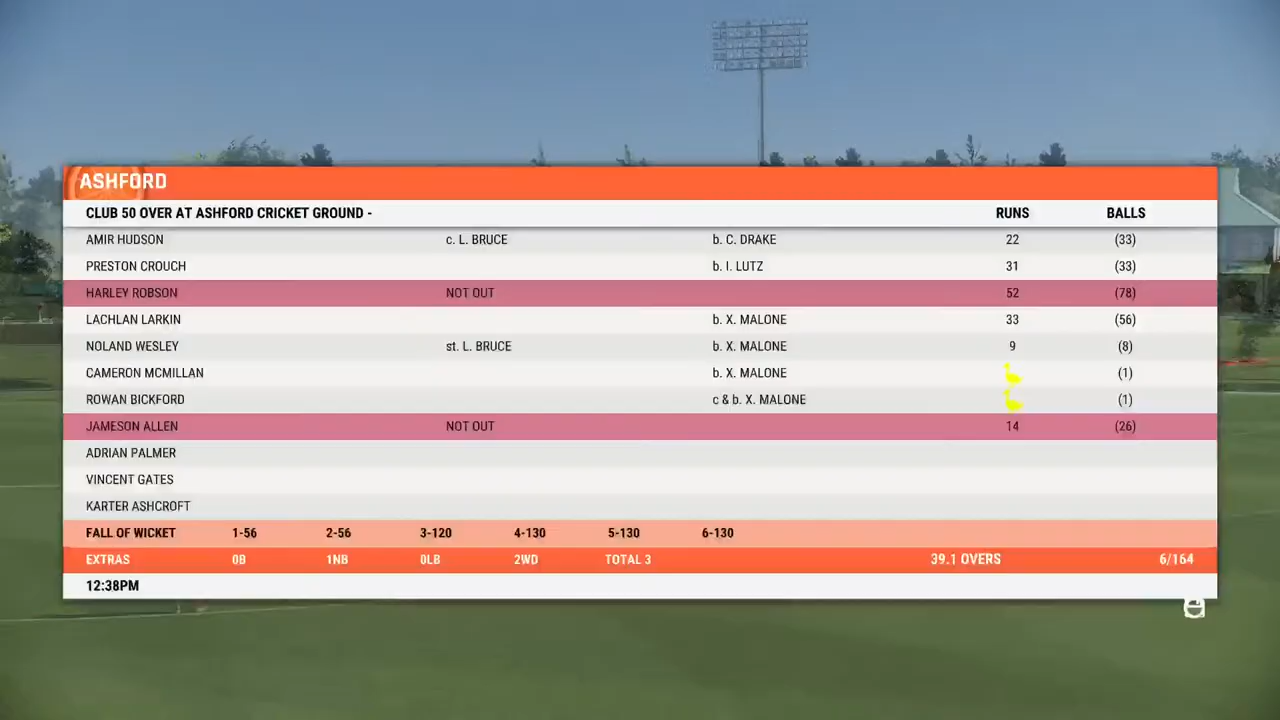 ASHFORD
CLUB 50 OVER AT ASHFORD CRICKET GROUND - RUNS BALLS
AMIR HUDSON c. L. BRUCE b. C. DRAKE 22 (33)
PRESTON CROUCH b. I. LUTZ 31 (33)
HARLEY ROBSON NOT OUT 52 (78)
LACHLAN LARKIN b. X. MALONE 33 (56)
NOLAND WESLEY st. L. BRUCE b. X. MALONE 9 (8)
CAMERON MCMILLAN b. X. MALONE (1)
ROWAN BICKFORD c & b. X. MALONE (1)
JAMESON ALLEN NOT OUT 14 (26)
ADRIAN PALMER
VINCENT GATES
KARTER ASHCROFT
FALL OF WICKET 1-56 2-56 3-120 4-130 5-130 6-130
EXTRAS 0B 1NB 0LB 2WD TOTAL 3 39.1 OVERS 6/164
12:38PM